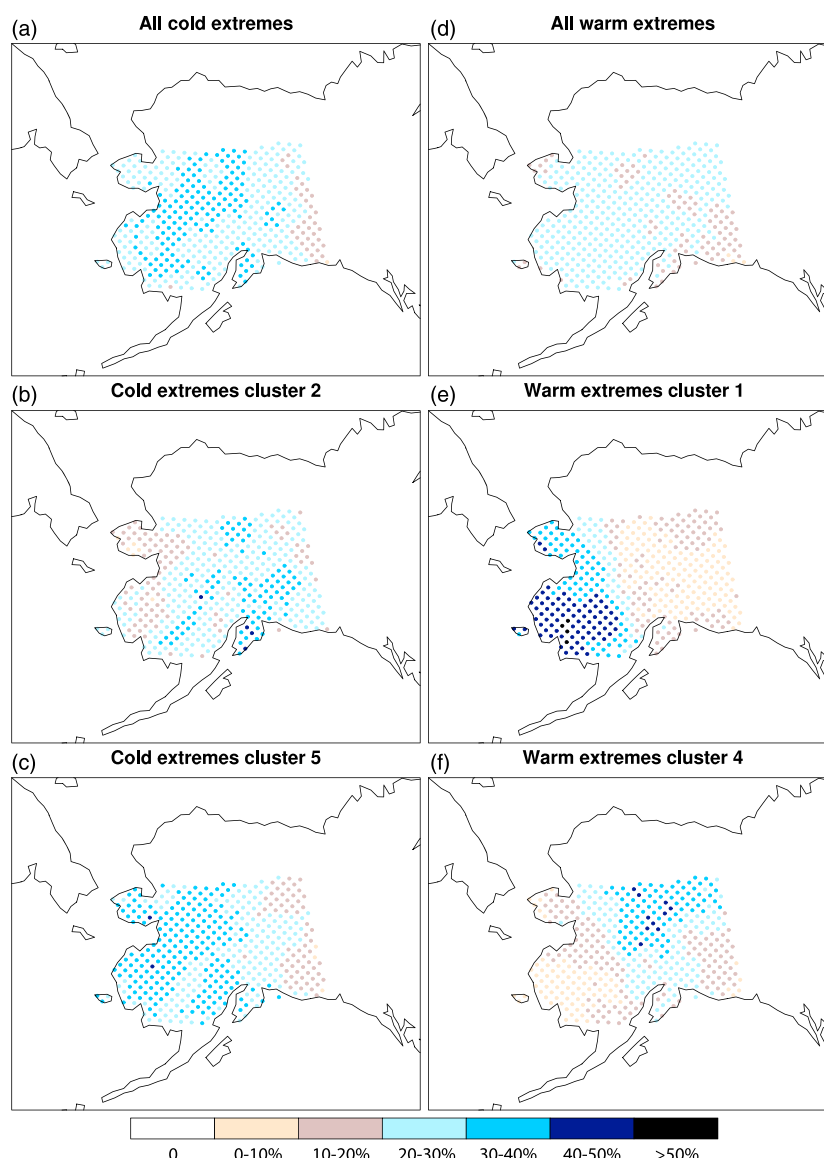 (a) All cold extremes
(d) All warm extremes
(b) Cold extremes cluster 2
(e) Warm extremes cluster 1
(c) Cold extremes cluster 5
(f) Warm extremes cluster 4
0 0-10% 10-20% 20-30% 30-40% 40-50% >50%